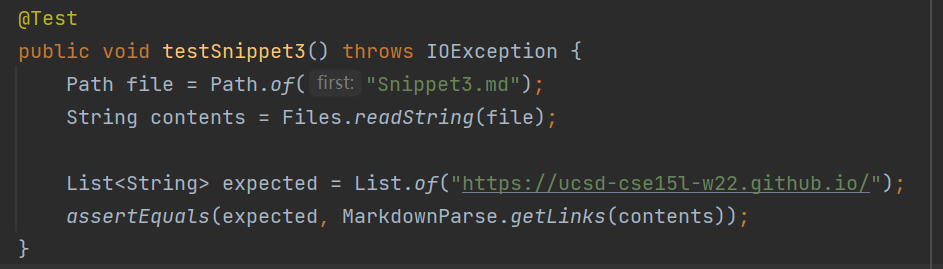 @Test
public void testSnippet3() throws IOException {
    Path file = Path.of( first: "Snippet3.md");
    String contents = Files.readString(file);
    List<String> expected = List.of("https://ucsd-cse15l-w22.github.io/");
    assertEquals(expected, MarkdownParse.getLinks(contents));
}